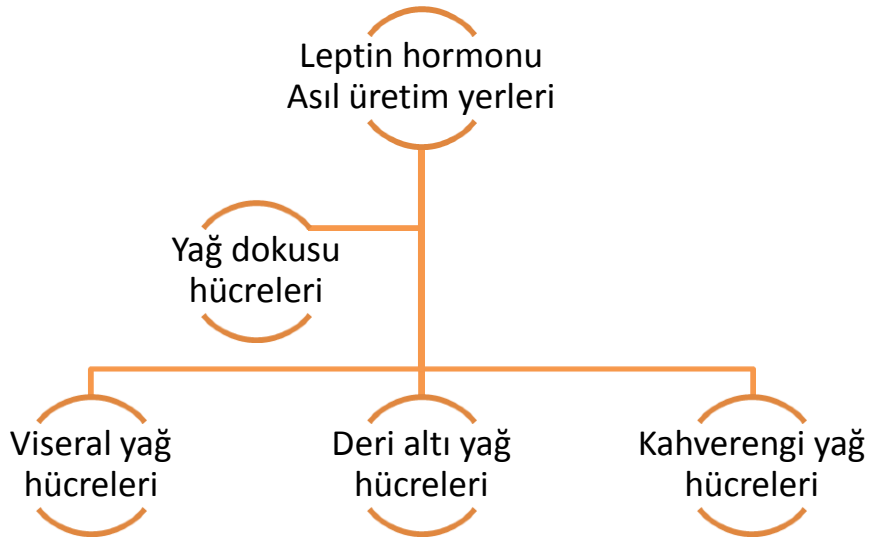 Leptin hormonu
Asıl üretim yerleri
Yağ dokusu
hücreleri
Viseral yağ
hücreleri
Deri altı yağ
hücreleri
Kahverengi yağ
hücreleri